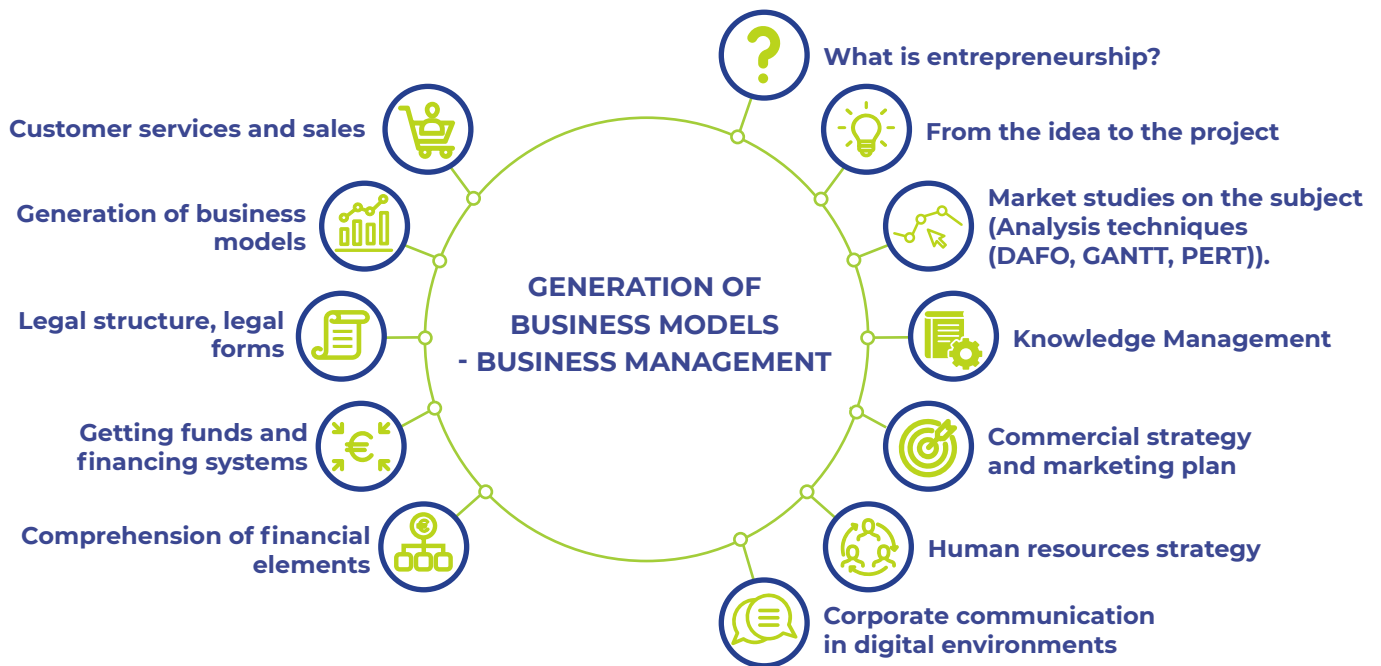 What is entrepreneurship?
From the idea to the project
Market studies on the subject
(Analysis techniques
(DAFO, GANTT, PERT)).
Knowledge Management
Commercial strategy
and marketing plan
Human resources strategy
Corporate communication
in digital environments
Customer services and sales
Generation of business
models
Legal structure, legal
forms
Getting funds and
financing systems
€
Comprehension of financial
elements
€
GENERATION OF
BUSINESS MODELS
- BUSINESS MANAGEMENT